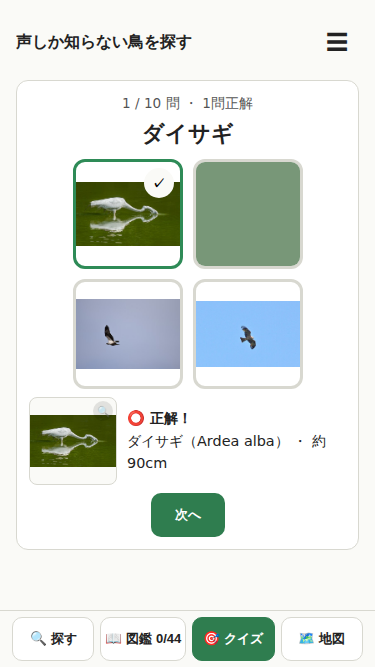 声しか知らない鳥を探す
1 / 10 問 ・ 1問正解
ダイサギ
正解！
ダイサギ（Ardea alba） ・ 約
90cm
次へ
探す
図鑑 0/44
クイズ
地図